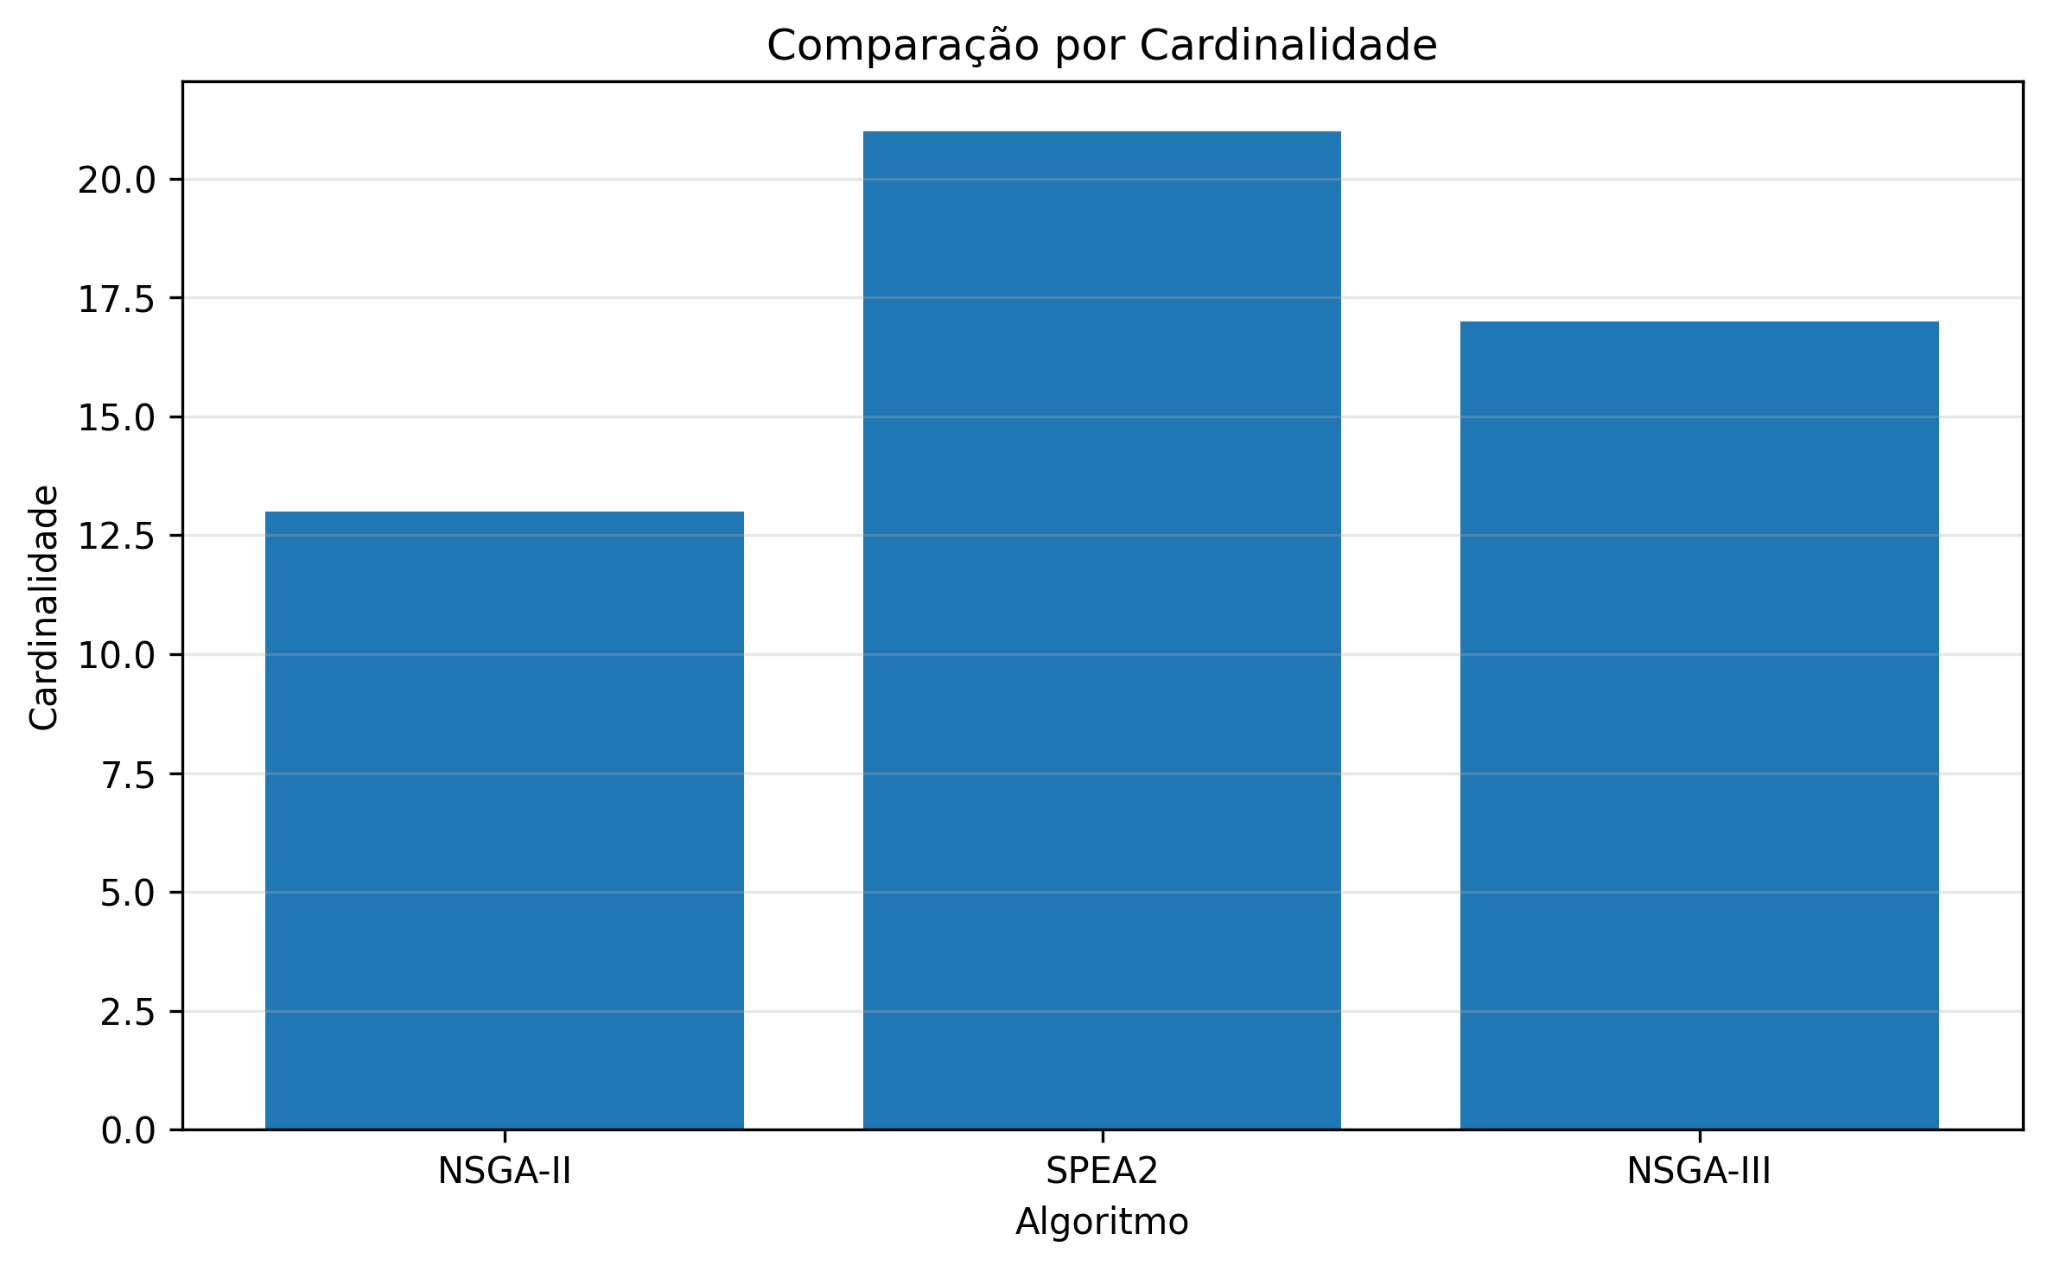 Comparação por Cardinalidade
Cardinalidade
20.0
17.5
15.0
12.5
10.0
7.5
5.0
2.5
0.0
NSGA-II SPEA2 NSGA-III
Algoritmo